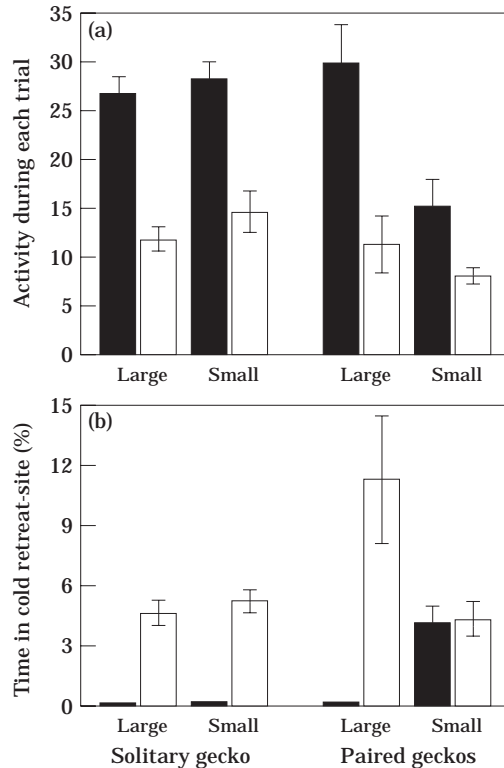 35
(a)
30
25
20
15
10
5
0
Activity during each trial
Large Small Large Small
15
(b)
12
9
6
3
0
Time in cold retreat-site (%)
Large Small Large Small
Solitary gecko Paired geckos